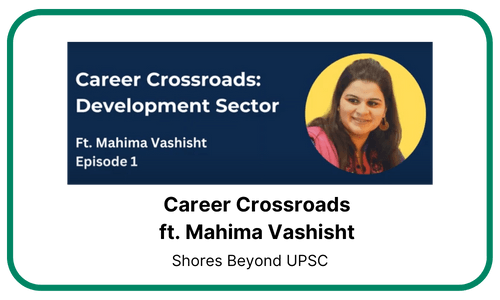 Career Crossroads:
Development Sector
Ft. Mahima Vashisht
Episode 1
Career Crossroads
ft. Mahima Vashisht
Shores Beyond UPSC